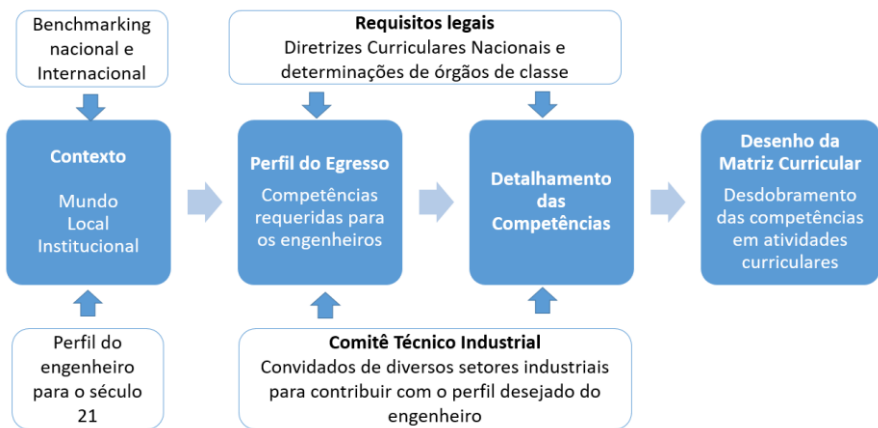 Benchmarking
nacional e
Internacional
Requisitos legais
Diretrizes Curriculares Nacionais e
determinações de órgãos de classe
Contexto
Mundo
Local
Institucional
Perfil do Egresso
Competências
requeridas para
os engenheiros
Detalhamento
das
Competências
Desenho da
Matriz Curricular
Desdobramento
das competências
em atividades
curriculares
Perfil do
engenheiro
para o século
21
Comitê Técnico Industrial
Convidados de diversos setores industriais
para contribuir com o perfil desejado do
engenheiro